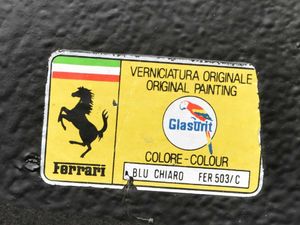 VERNICIATURA ORIGINALE
ORIGINAL PAINTING
Glasurit
Ferrari
COLORE-COLOUR
BLU CHIARO FER 503/C